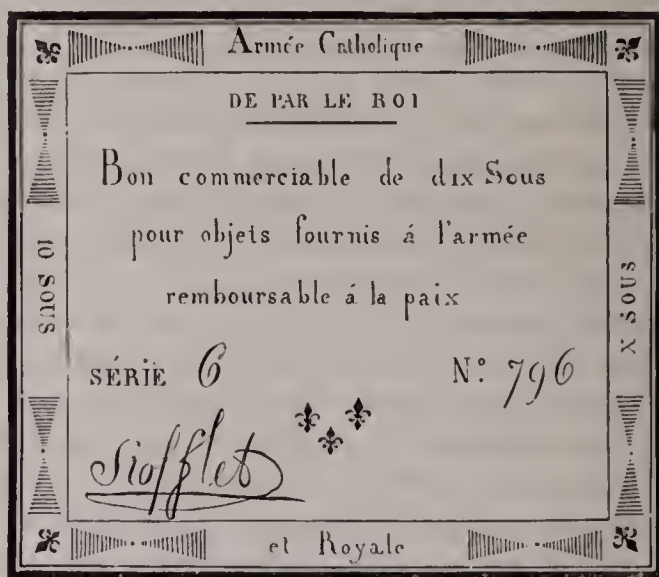 Armée Catholique
DE PAR LE ROI
Bon commerciable de dix Sous
pour objets fournis á l'armée
remboursable á la paix
SÉRIE 6
N.º 796
Stofflet
et Royale
10 SOUS
X SOUS